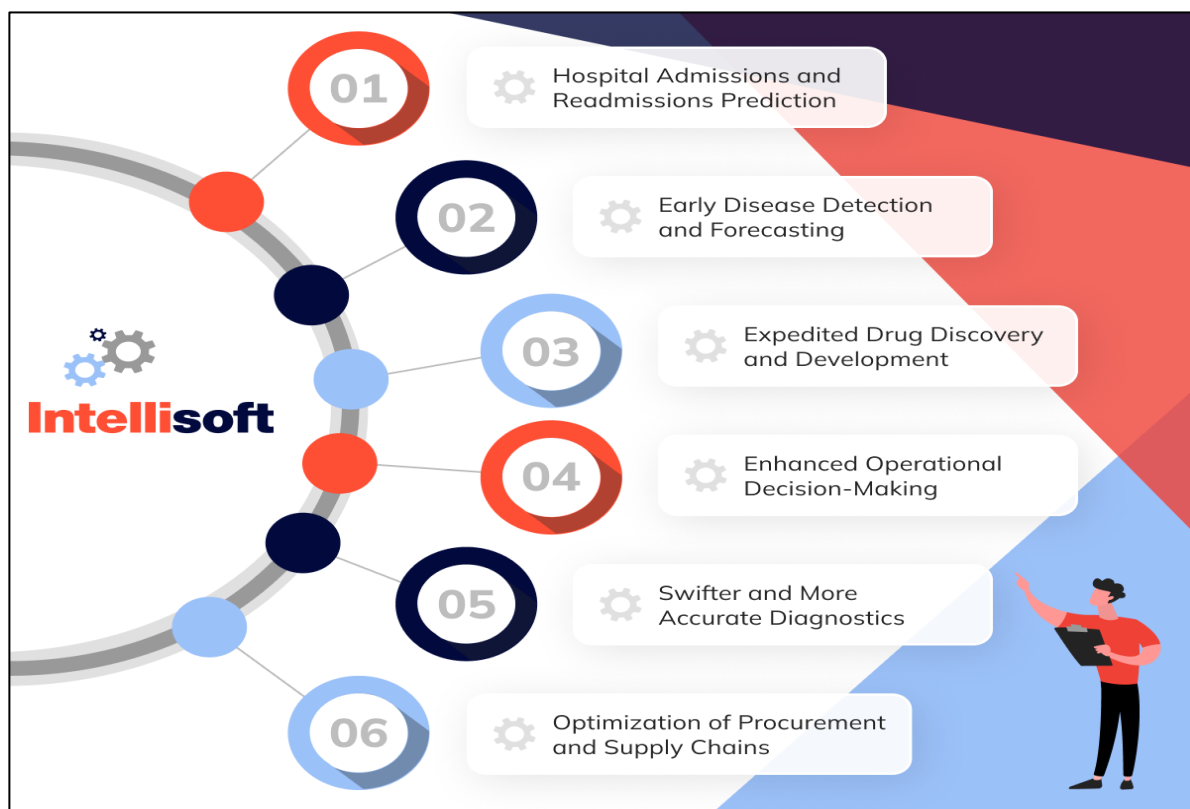 01
Hospital Admissions and
Readmissions Prediction
02
Early Disease Detection
and Forecasting
03
Expedited Drug Discovery
and Development
Intellisoft
04
Enhanced Operational
Decision-Making
05
Swifter and More
Accurate Diagnostics
06
Optimization of Procurement
and Supply Chains